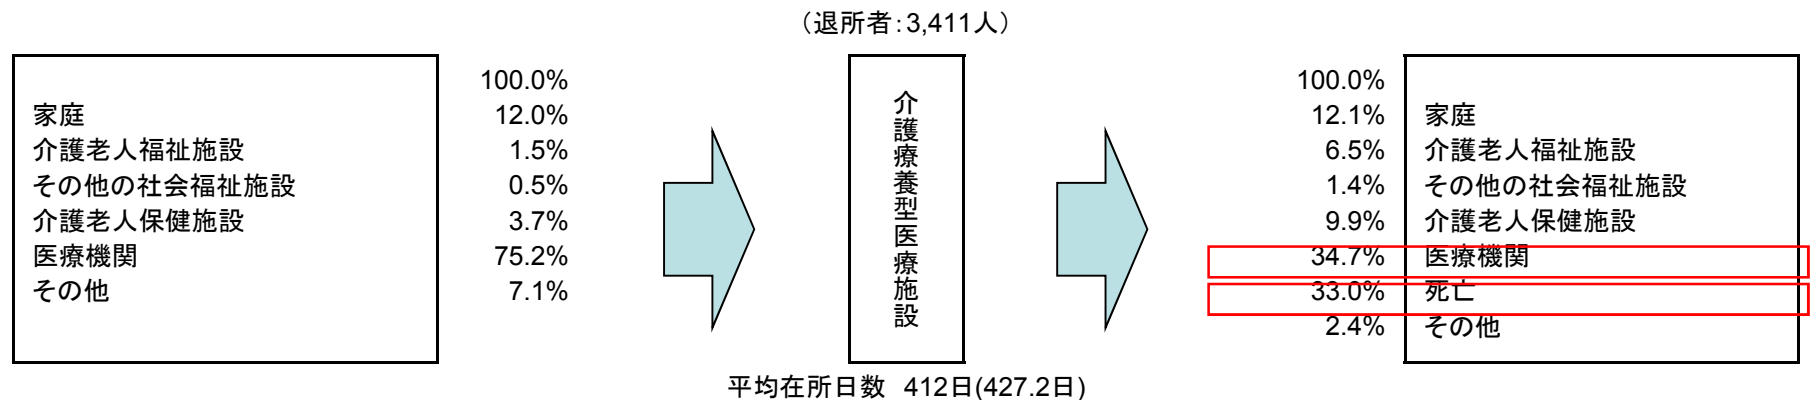 （退所者：3,411人）
100.0%
家庭 12.0%
介護老人福祉施設 1.5%
その他の社会福祉施設 0.5%
介護老人保健施設 3.7%
医療機関 75.2%
その他 7.1%
介護療養型医療施設
100.0%
12.1% 家庭
6.5% 介護老人福祉施設
1.4% その他の社会福祉施設
9.9% 介護老人保健施設
34.7% 医療機関
33.0% 死亡
2.4% その他
平均在所日数 412日(427.2日)